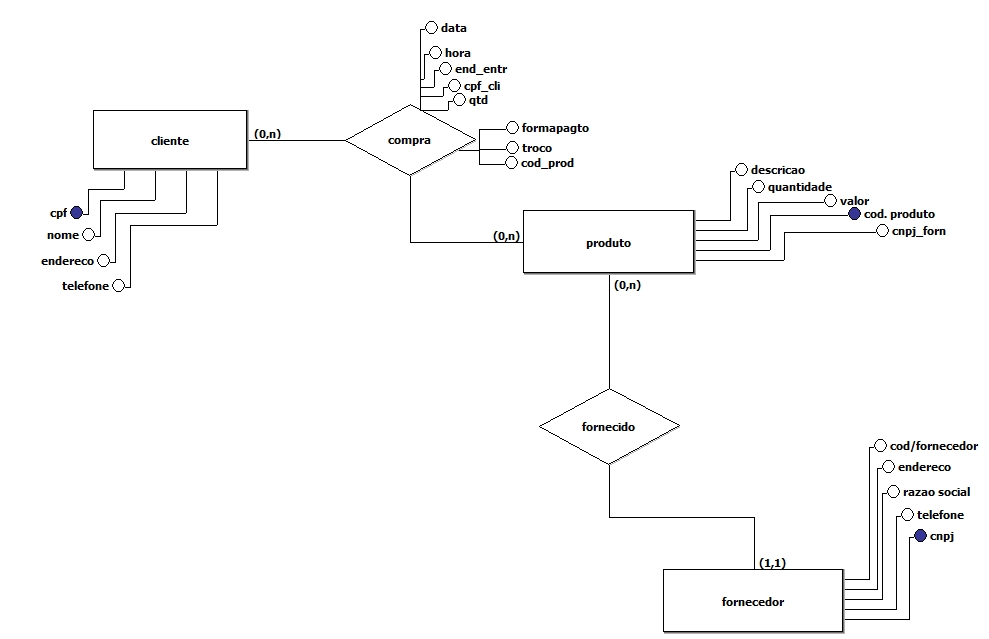 data
hora
end_entr
cpf_cli
qtd
cliente
(0,n)
compra
formapagto
troco
cod_prod
cpf
nome
endereco
telefone
(0,n)
produto
descricao
quantidade
valor
cod. produto
cnpj_forn
(0,n)
fornecido
cod/fornecedor
endereco
razao social
telefone
cnpj
(1,1)
fornecedor